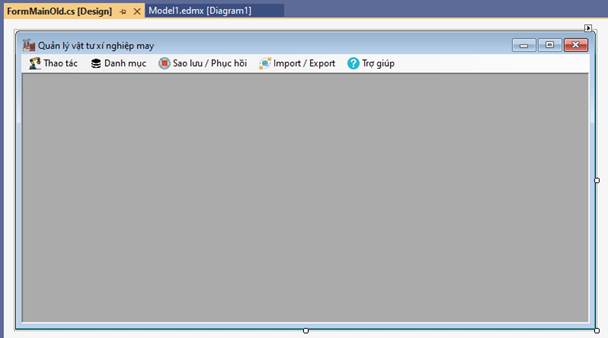 FormMainOld.cs [Design] Model1.edmx [Diagram1]
Quản lý vật tư xí nghiệp may
Thao tác Danh mục Sao lưu / Phục hồi Import / Export Trợ giúp